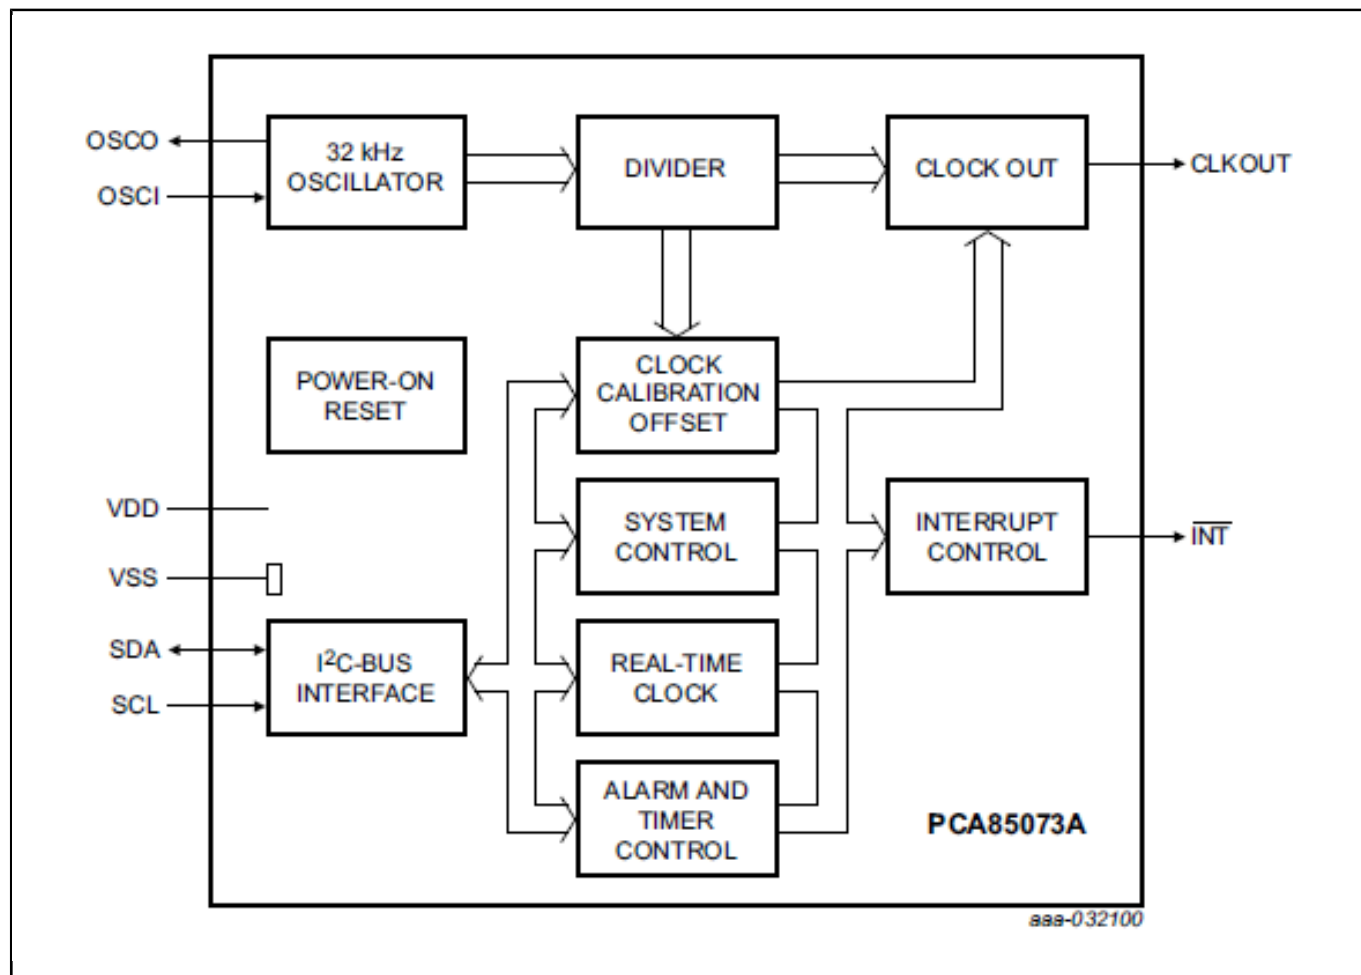 OSCO
OSCI
32 kHz
OSCILLATOR
DIVIDER
CLOCK OUT
CLKOUT
POWER-ON
RESET
CLOCK
CALIBRATION
OFFSET
VDD
VSS
SYSTEM
CONTROL
INTERRUPT
CONTROL
INT
SDA
SCL
I²C-BUS
INTERFACE
REAL-TIME
CLOCK
ALARM AND
TIMER
CONTROL
PCA85073A
aaa-032100